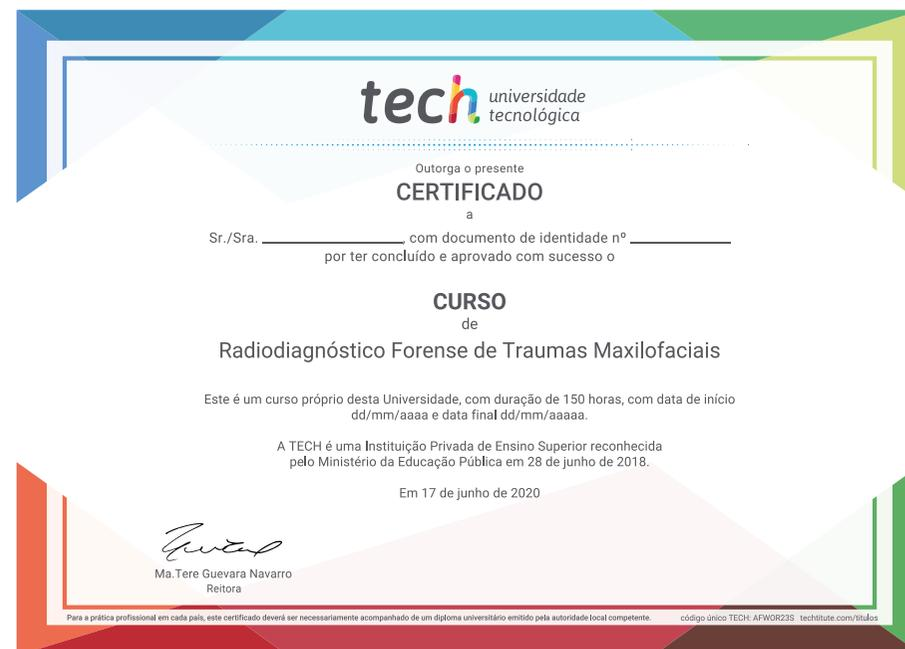 tech universidade
tecnológica
Outorga o presente
CERTIFICADO
a
Sr./Sra. ________________, com documento de identidade nº ____________
por ter concluído e aprovado com sucesso o
CURSO
de
Radiodiagnóstico Forense de Traumas Maxilofaciais
Este é um curso próprio desta Universidade, com duração de 150 horas, com data de início
dd/mm/aaaa e data final dd/mm/aaaaa.
A TECH é uma Instituição Privada de Ensino Superior reconhecida
pelo Ministério da Educação Pública em 28 de junho de 2018.
Em 17 de junho de 2020
Ma.Tere Guevara Navarro
Reitora
Para a prática profissional em cada país, este certificado deverá ser necessariamente acompanhado de um diploma universitário emitido pela autoridade local competente. código único TECH: AFWOR23S techtitute.com/titulos